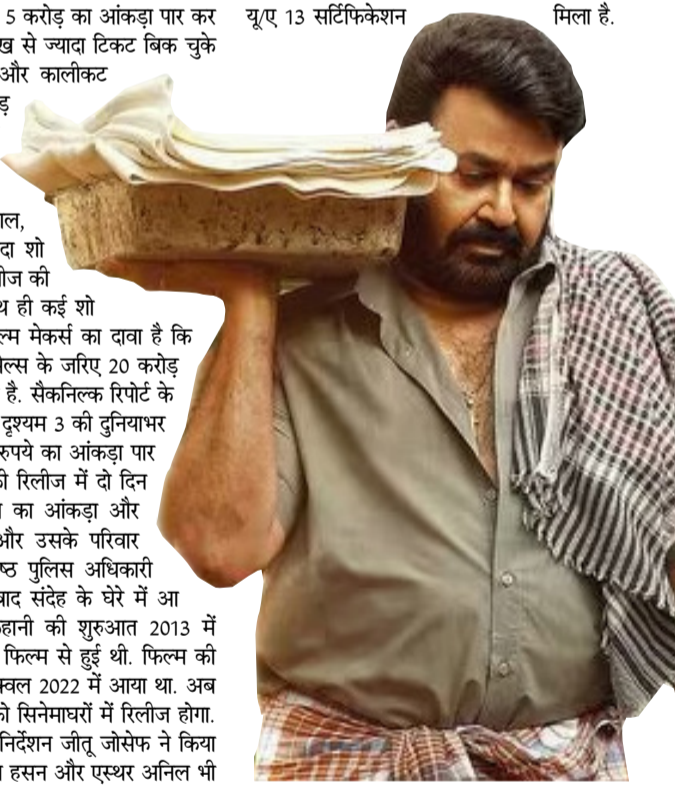 5 करोड़ का आंकड़ा पार कर
से ज्यादा टिकट बिक चुके
और कालीकट
दा शो
की
ही कई शो
मेकर्स का दावा है कि
के जरिए 20 करोड़
है. सैकनिल्क रिपोर्ट के
दृश्यम 3 की दुनियाभर
रुपये का आंकड़ा पार
रिलीज में दो दिन
का आंकड़ा और
और उसके परिवार
पुलिस अधिकारी
संदेह के घेरे में आ
की शुरुआत 2013 में
फिल्म से हुई थी. फिल्म की
2022 में आया था. अब
सिनेमाघरों में रिलीज होगा.
निर्देशन जीतू जोसेफ ने किया
हसन और एस्थर अनिल भी
यू/ए 13 सर्टिफिकेशन मिला है.